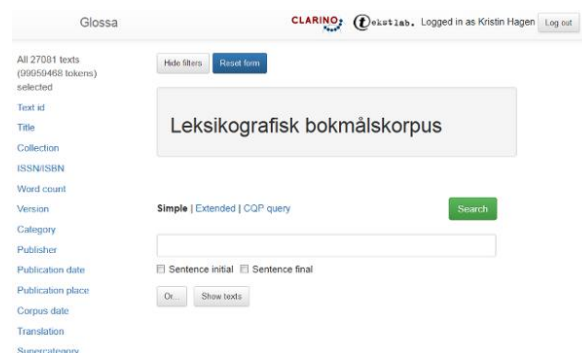 Glossa
CLARINO
tekstlab. Logged in as Kristin Hagen Log out
All 27081 texts
(99959468 tokens)
selected
Text id
Title
Collection
ISSN/ISBN
Word count
Version
Category
Publisher
Publication date
Publication place
Corpus date
Translation
Supercategory
Hide filters Reset form
Leksikografisk bokmålskorpus
Simple | Extended | CQP query Search
Sentence initial Sentence final
Or... Show texts